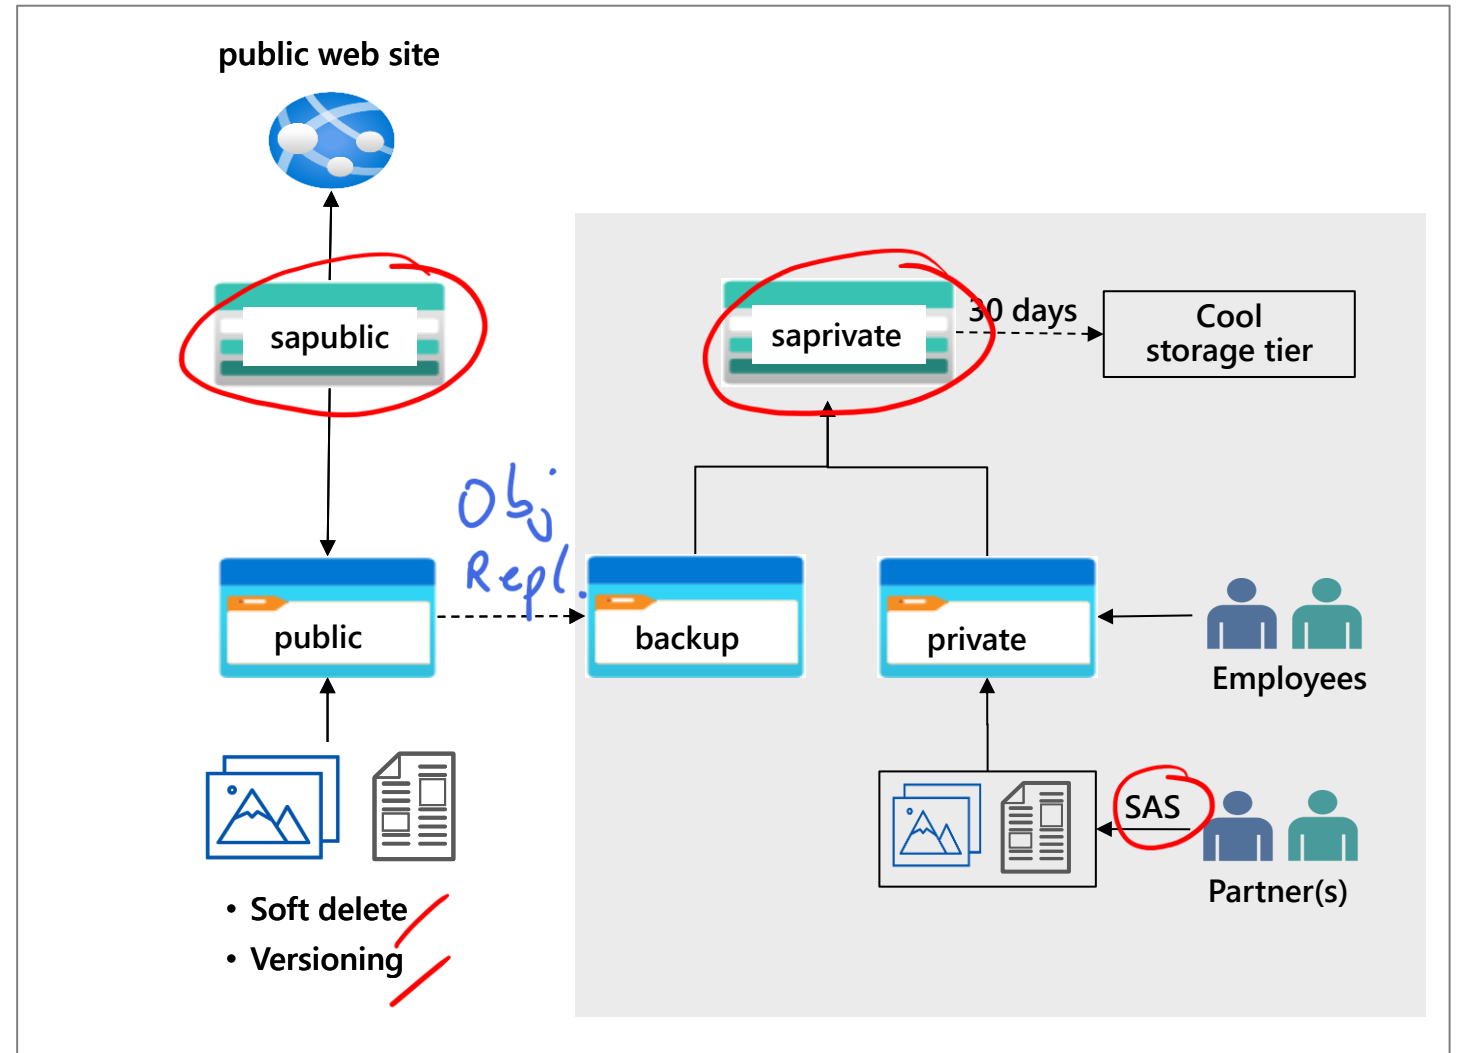 public web site
sapublic
saprivate
30 days
Cool
storage tier
Obj
Repl.
public
backup
private
Employees
SAS
Partner(s)
• Soft delete
• Versioning